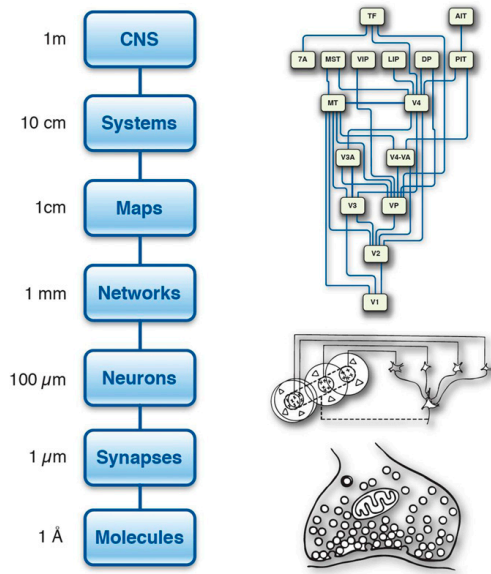 1m
CNS
10 cm
Systems
1cm
Maps
1 mm
Networks
100 µm
Neurons
1 µm
Synapses
1 Å
Molecules
TF AIT
7A MST VIP LIP DP PIT
MT V4
V3A V4-VA
V3 VP
V2
V1